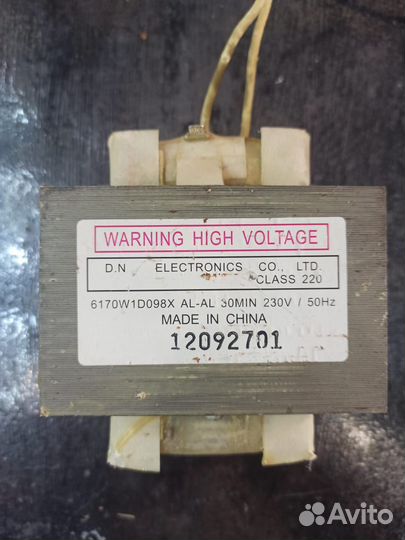 WARNING HIGH VOLTAGE
D.N ELECTRONICS CO., LTD.
CLASS 220
6170W1D098X AL-AL 30MIN 230V / 50Hz
MADE IN CHINA
12092701
Avito